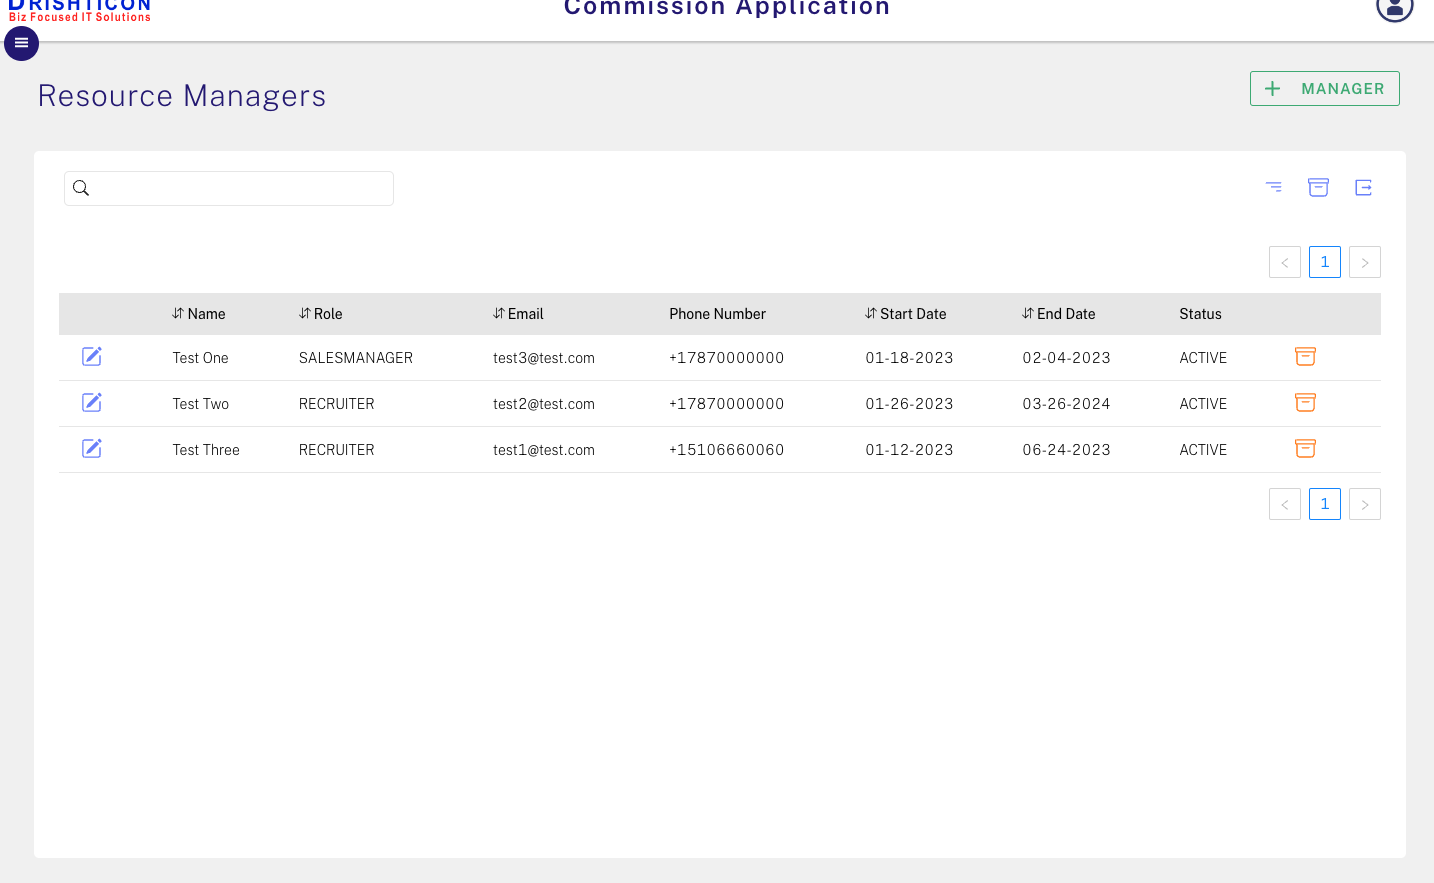 DRISHTICON
Biz Focused IT Solutions
Commission Application
Resource Managers
+ MANAGER
< 1 >
Name Role Email Phone Number Start Date End Date Status
Test One SALESMANAGER test3@test.com +17870000000 01-18-2023 02-04-2023 ACTIVE
Test Two RECRUITER test2@test.com +17870000000 01-26-2023 03-26-2024 ACTIVE
Test Three RECRUITER test1@test.com +15106660060 01-12-2023 06-24-2023 ACTIVE
< 1 >